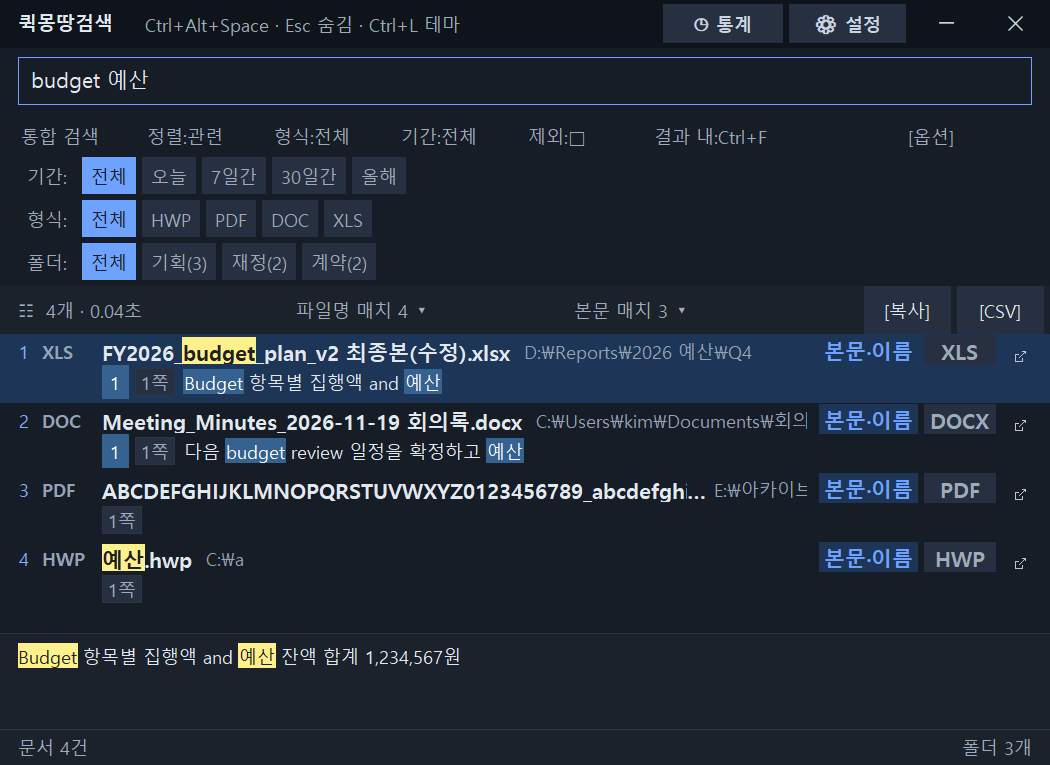 퀵몽땅검색 Ctrl+Alt+Space · Esc 숨김 · Ctrl+L 테마 통계 설정
budget 예산
통합 검색 정렬:관련 형식:전체 기간:전체 제외:□ 결과 내:Ctrl+F [옵션]
기간: 전체 오늘 7일간 30일간 올해
형식: 전체 HWP PDF DOC XLS
폴더: 전체 기획(3) 재정(2) 계약(2)
4개 · 0.04초 파일명 매치 4 ▾ 본문 매치 3 ▾ [복사] [CSV]
1 XLS FY2026_budget_plan_v2 최종본(수정).xlsx D:₩Reports₩2026 예산₩Q4 본문·이름 XLS
1 1쪽 Budget 항목별 집행액 and 예산
2 DOC Meeting_Minutes_2026-11-19 회의록.docx C:₩Users₩kim₩Documents₩회의 본문·이름 DOCX
1 1쪽 다음 budget review 일정을 확정하고 예산
3 PDF ABCDEFGHIJKLMNOPQRSTUVWXYZ0123456789_abcdefghi... E:₩아카이브 본문·이름 PDF
1쪽
4 HWP 예산.hwp C:₩a 본문·이름 HWP
1쪽
Budget 항목별 집행액 and 예산 잔액 합계 1,234,567원
문서 4건 폴더 3개